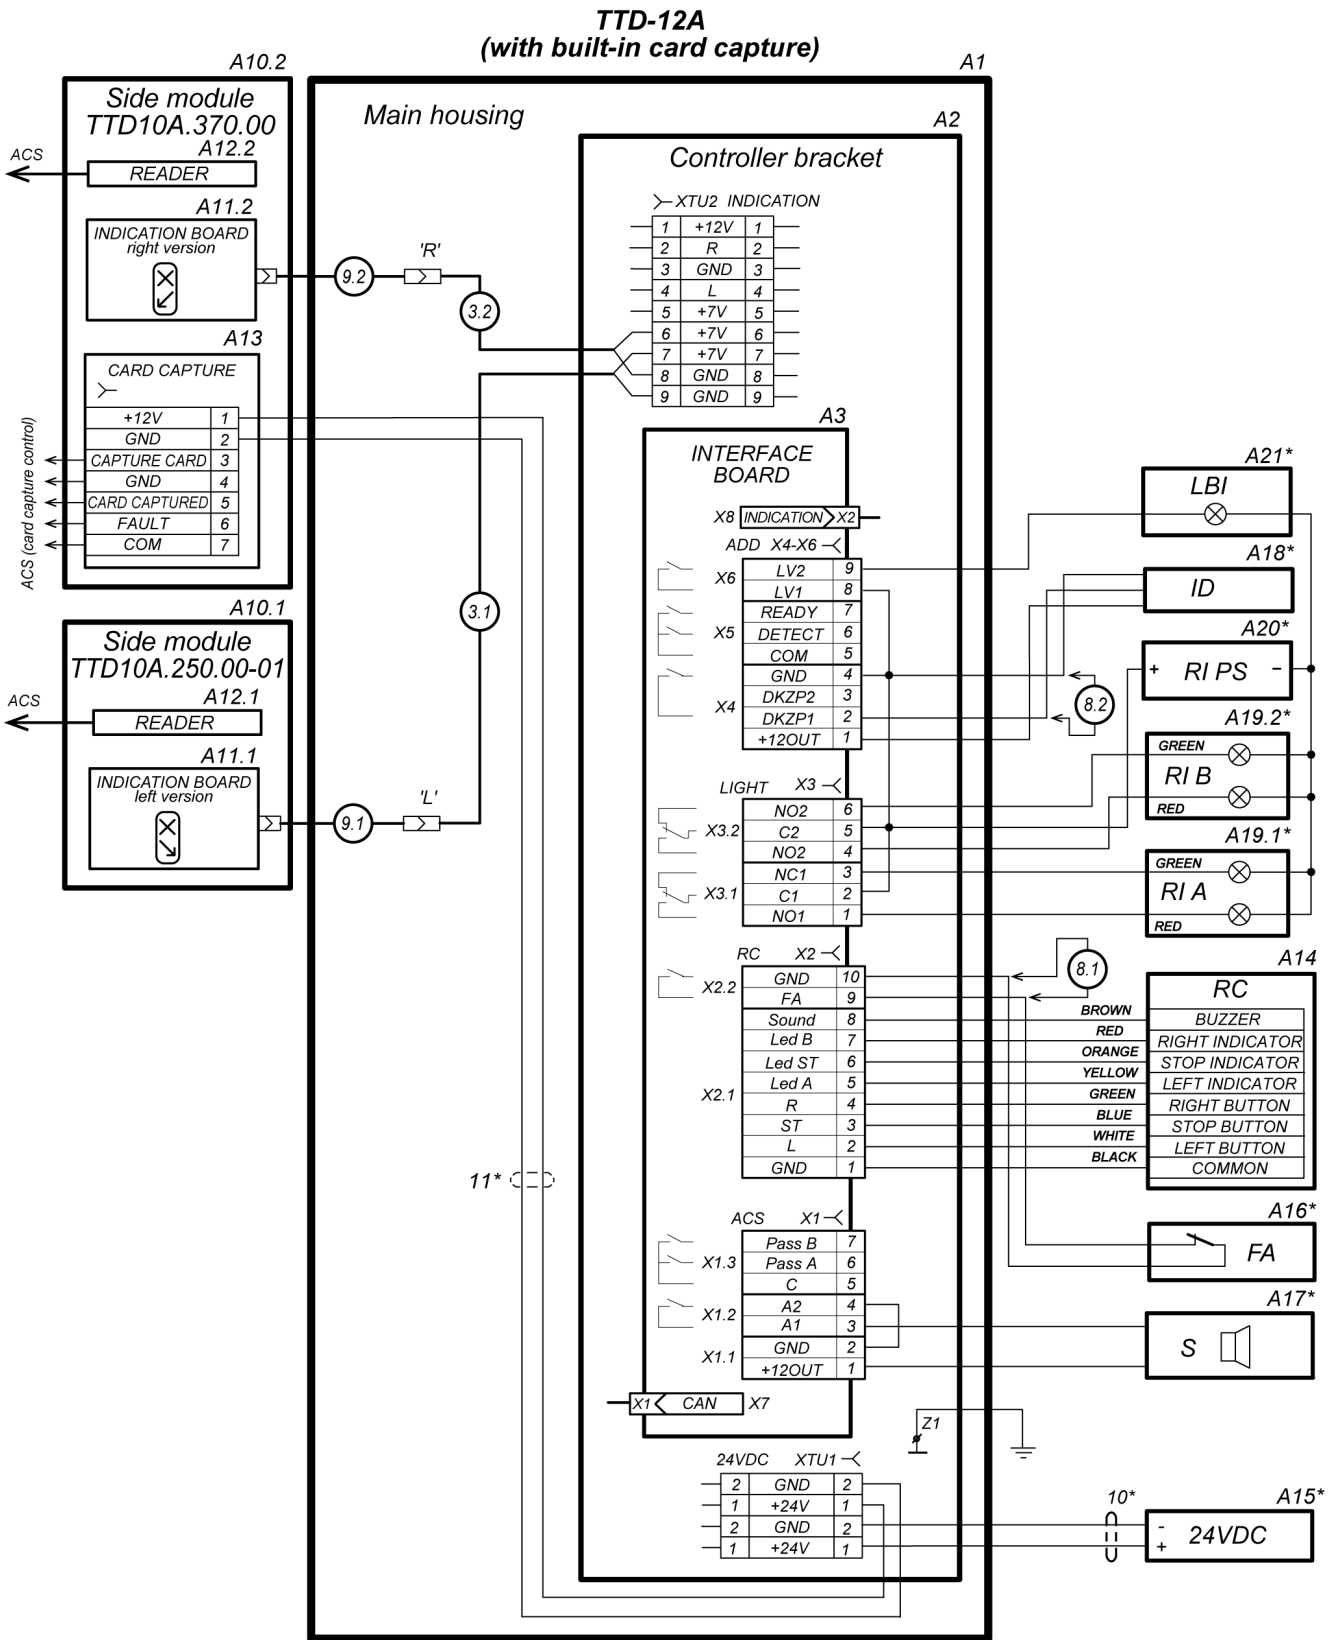 TTD-12A
(with built-in card capture)
A10.2
A1
Side module
TTD10A.370.00
A12.2
ACS
READER
A11.2
INDICATION BOARD
right version
A13
CARD CAPTURE
+12V 1
GND 2
CAPTURE CARD 3
GND 4
CARD CAPTURED 5
FAULT 6
COM 7
ACS (card capture control)
A10.1
Side module
TTD10A.250.00-01
A12.1
ACS
READER
A11.1
INDICATION BOARD
left version
Main housing
9.2
'R'
3.2
3.1
9.1
'L'
11*
A2
Controller bracket
XTU2 INDICATION
1 +12V 1
2 R 2
3 GND 3
4 L 4
5 +7V 5
6 +7V 6
7 +7V 7
8 GND 8
9 GND 9
A3
INTERFACE
BOARD
X8 INDICATION X2
ADD X4-X6
X6
LV2 9
LV1 8
X5
READY 7
DETECT 6
COM 5
X4
GND 4
DKZP2 3
DKZP1 2
+12OUT 1
LIGHT X3
X3.2
NO2 6
C2 5
NO2 4
X3.1
NC1 3
C1 2
NO1 1
RC X2
X2.2
GND 10
FA 9
X2.1
Sound 8
Led B 7
Led ST 6
Led A 5
R 4
ST 3
L 2
GND 1
ACS X1
X1.3
Pass B 7
Pass A 6
C 5
X1.2
A2 4
A1 3
X1.1
GND 2
+12OUT 1
X1 CAN X7
Z1
24VDC XTU1
2 GND 2
1 +24V 1
2 GND 2
1 +24V 1
A21*
LBI
A18*
ID
A20*
+ RI PS -
8.2
A19.2*
GREEN
RI B
RED
A19.1*
GREEN
RI A
RED
8.1
A14
RC
BROWN BUZZER
RED RIGHT INDICATOR
ORANGE STOP INDICATOR
YELLOW LEFT INDICATOR
GREEN RIGHT BUTTON
BLUE STOP BUTTON
WHITE LEFT BUTTON
BLACK COMMON
A16*
FA
A17*
S
10*
A15*
-
24VDC
+